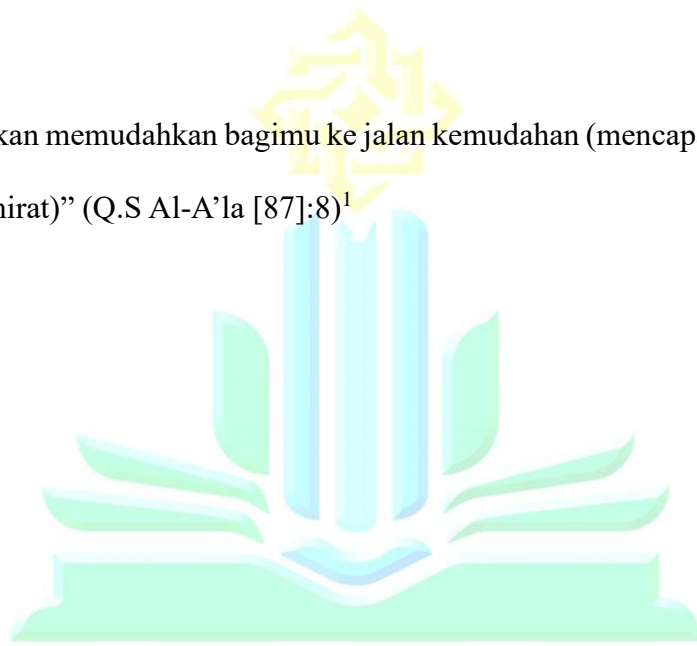 kan memudahkan bagimu ke jalan kemudahan (mencap
hirat)” (Q.S Al-A’la [87]:8)1